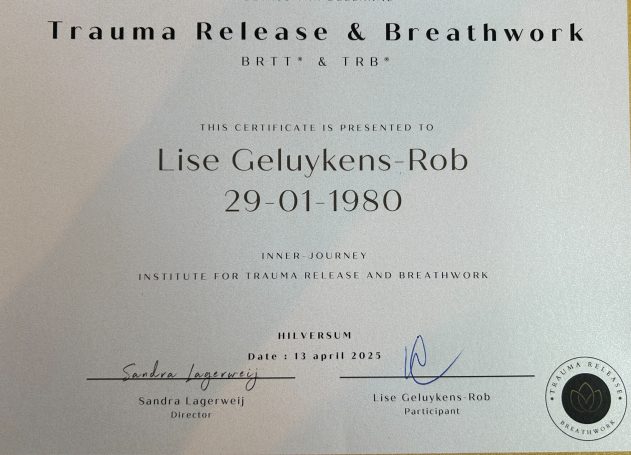 Trauma Release & Breathwork
BRTT® & TRB®
THIS CERTIFICATE IS PRESENTED TO
Lise Geluykens-Rob
29-01-1980
INNER-JOURNEY
INSTITUTE FOR TRAUMA RELEASE AND BREATHWORK
HILVERSUM
Date : 13 april 2025
Sandra Lagerweij
Sandra Lagerweij
Director
Lise Geluykens-Rob
Participant
TRAUMA RELEASE
BREATHWORK